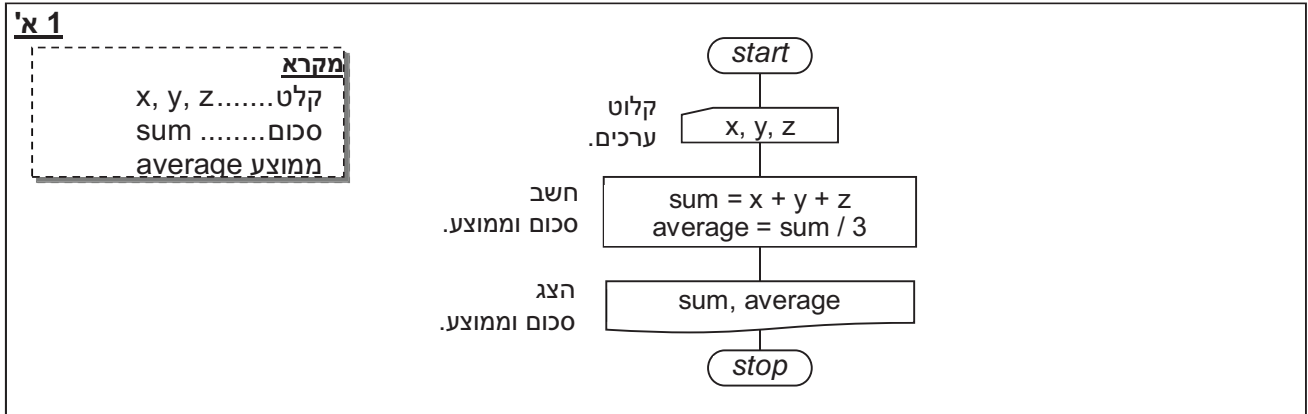 1 א'
מקרא
קלט.......x, y, z
סכום........ sum
ממוצע average
start
קלוט
ערכים.
x, y, z
חשב
סכום וממוצע.
sum = x + y + z
average = sum / 3
הצג
סכום וממוצע.
sum, average
stop